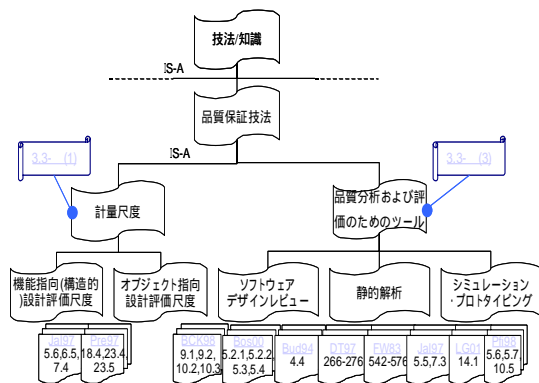 技法/知識
IS-A
品質保証技法
IS-A
3.3- (1)
3.3- (3)
計量尺度
品質分析および評
価のためのツール
機能指向(構造的
)設計評価尺度
オブジェクト指向
設計評価尺度
ソフトウェア
デザインレビュー
静的解析
シミュレーション
・プロトタイピング
Jal97
5.6,6.5,
7.4
Pre97
18.4,23.4,
23.5
BCK98
9.1,9.2,
10.2,10.3
Bos00
5.2.1,5.2.2,
5.3,5.4
Bud94
4.4
DT97
266-276
FW83
542-576
Jal97
5.5,7.3
LG01
14.1
Pfl98
5.6,5.7,
10.5